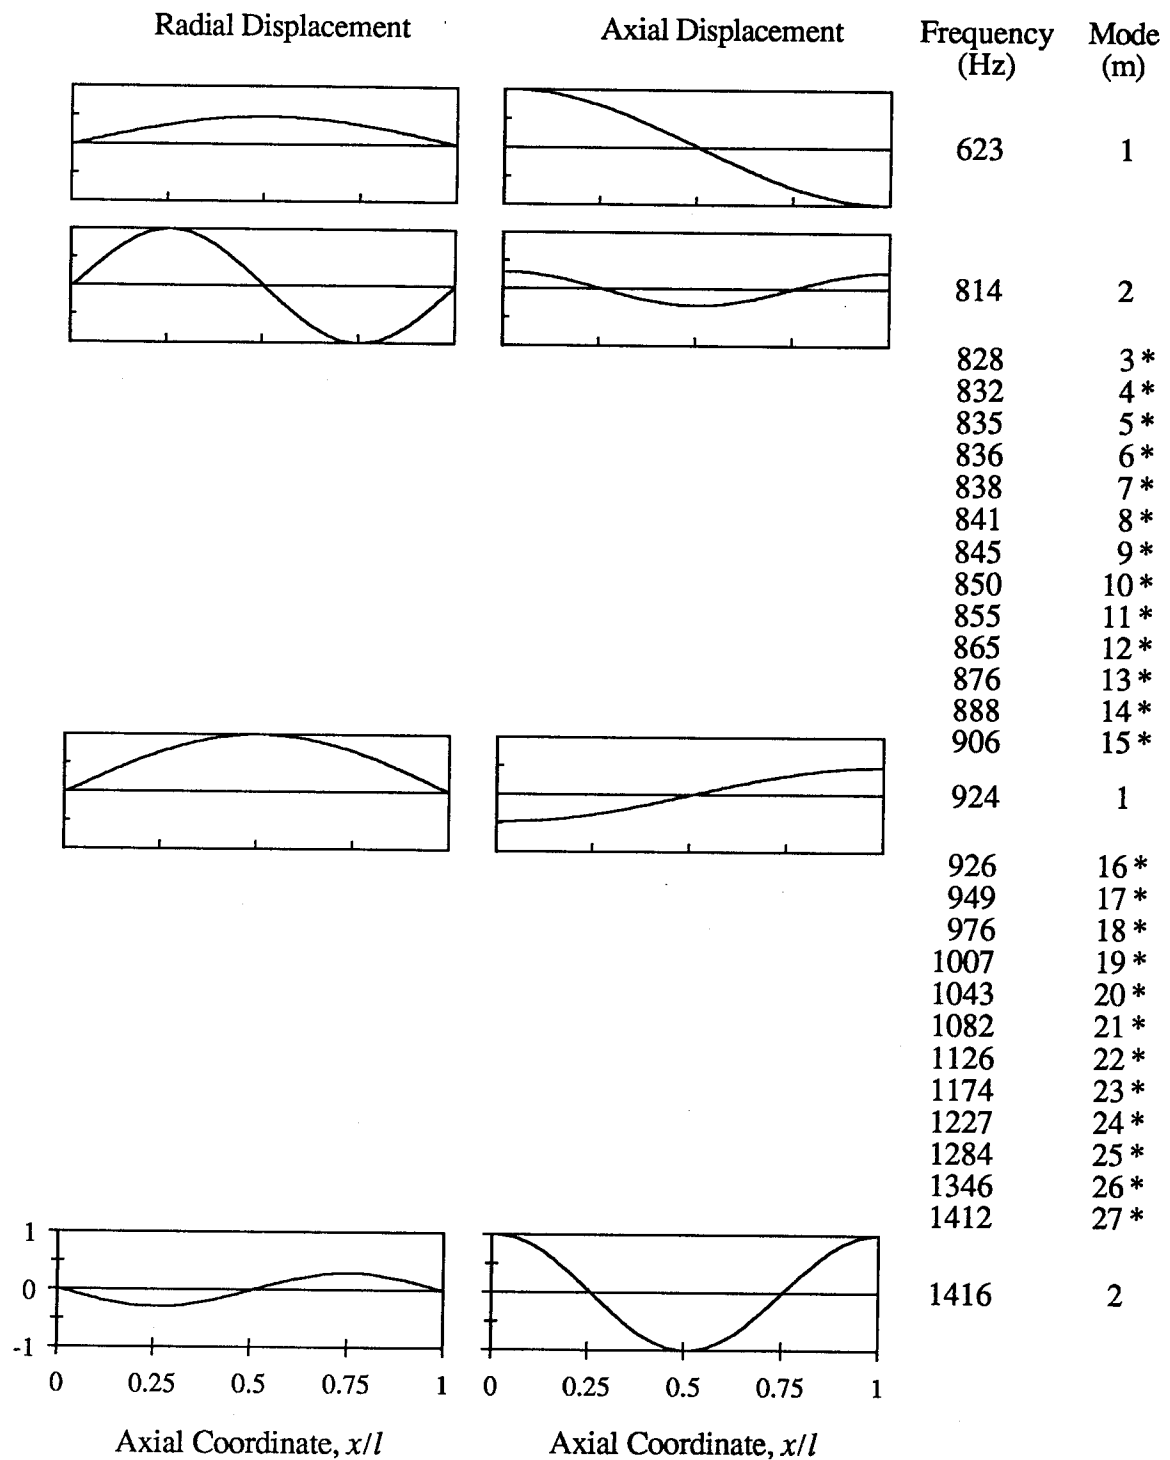 Radial Displacement Axial Displacement Frequency Mode
(Hz) (m)
623 1
814 2
828 3 *
832 4 *
835 5 *
836 6 *
838 7 *
841 8 *
845 9 *
850 10 *
855 11 *
865 12 *
876 13 *
888 14 *
906 15 *
924 1
926 16 *
949 17 *
976 18 *
1007 19 *
1043 20 *
1082 21 *
1126 22 *
1174 23 *
1227 24 *
1284 25 *
1346 26 *
1412 27 *
1
0 1416 2
-1
0 0.25 0.5 0.75 1 0 0.25 0.5 0.75 1
Axial Coordinate, x/l Axial Coordinate, x/l